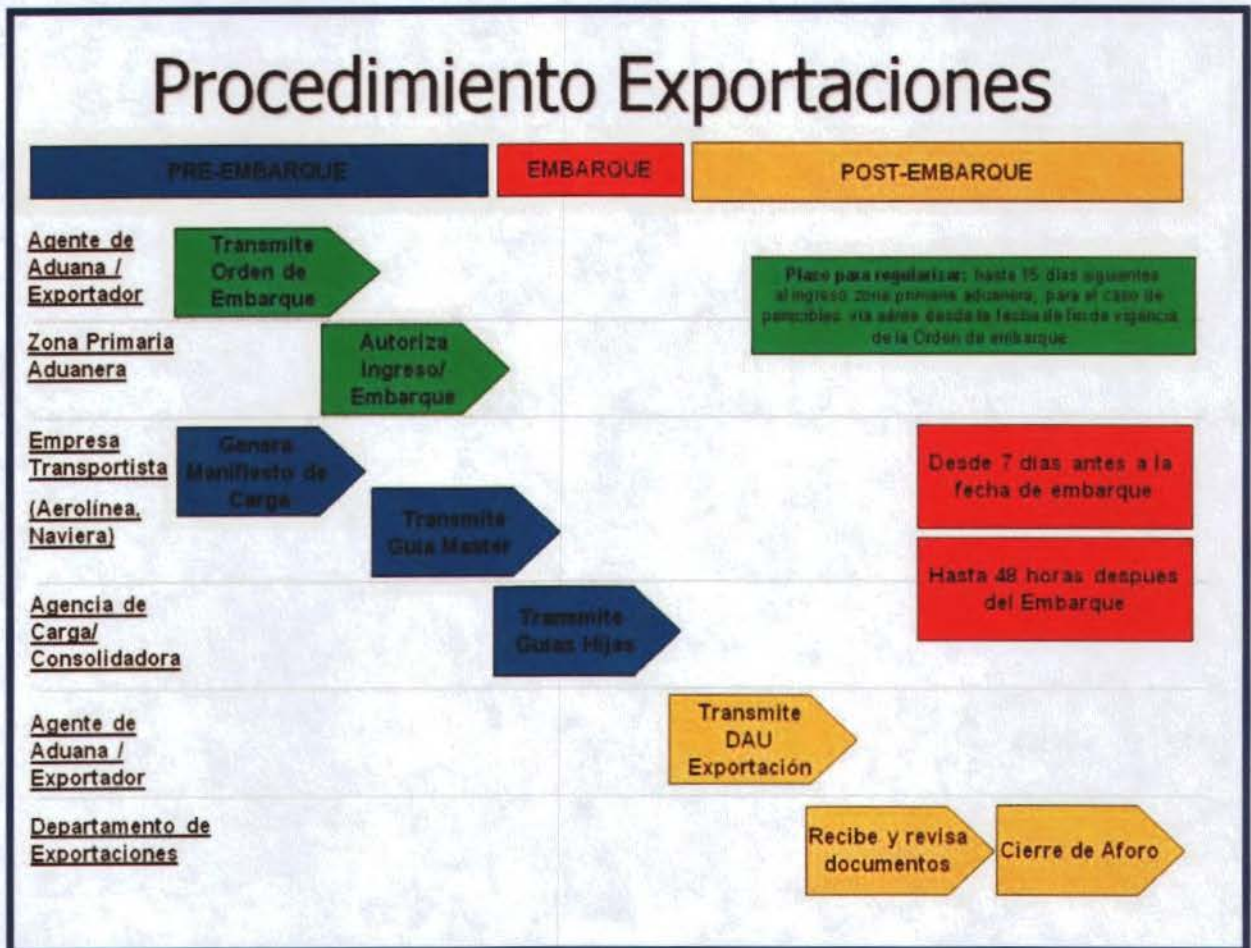 Procedimiento Exportaciones
PRE-EMBARQUE
EMBARQUE
POST-EMBARQUE
Agente de
Aduana /
Exportador
Transmite
Orden de
Embarque
Plazo para regularizar: hasta 15 días siguientes
al ingreso zona primaria aduanera, para el caso de
perecibles vía aérea desde la fecha de fin de vigencia
de la Orden de embarque
Zona Primaria
Aduanera
Autoriza
Ingreso/
Embarque
Empresa
Transportista
(Aerolínea,
Naviera)
Genera
Manifiesto de
Carga
Transmite
Guia Master
Desde 7 días antes a la
fecha de embarque
Hasta 48 horas después
del Embarque
Agencia de
Carga/
Consolidadora
Transmite
Guias Hijas
Agente de
Aduana /
Exportador
Transmite
DAU
Exportación
Departamento de
Exportaciones
Recibe y revisa
documentos
Cierre de Aforo